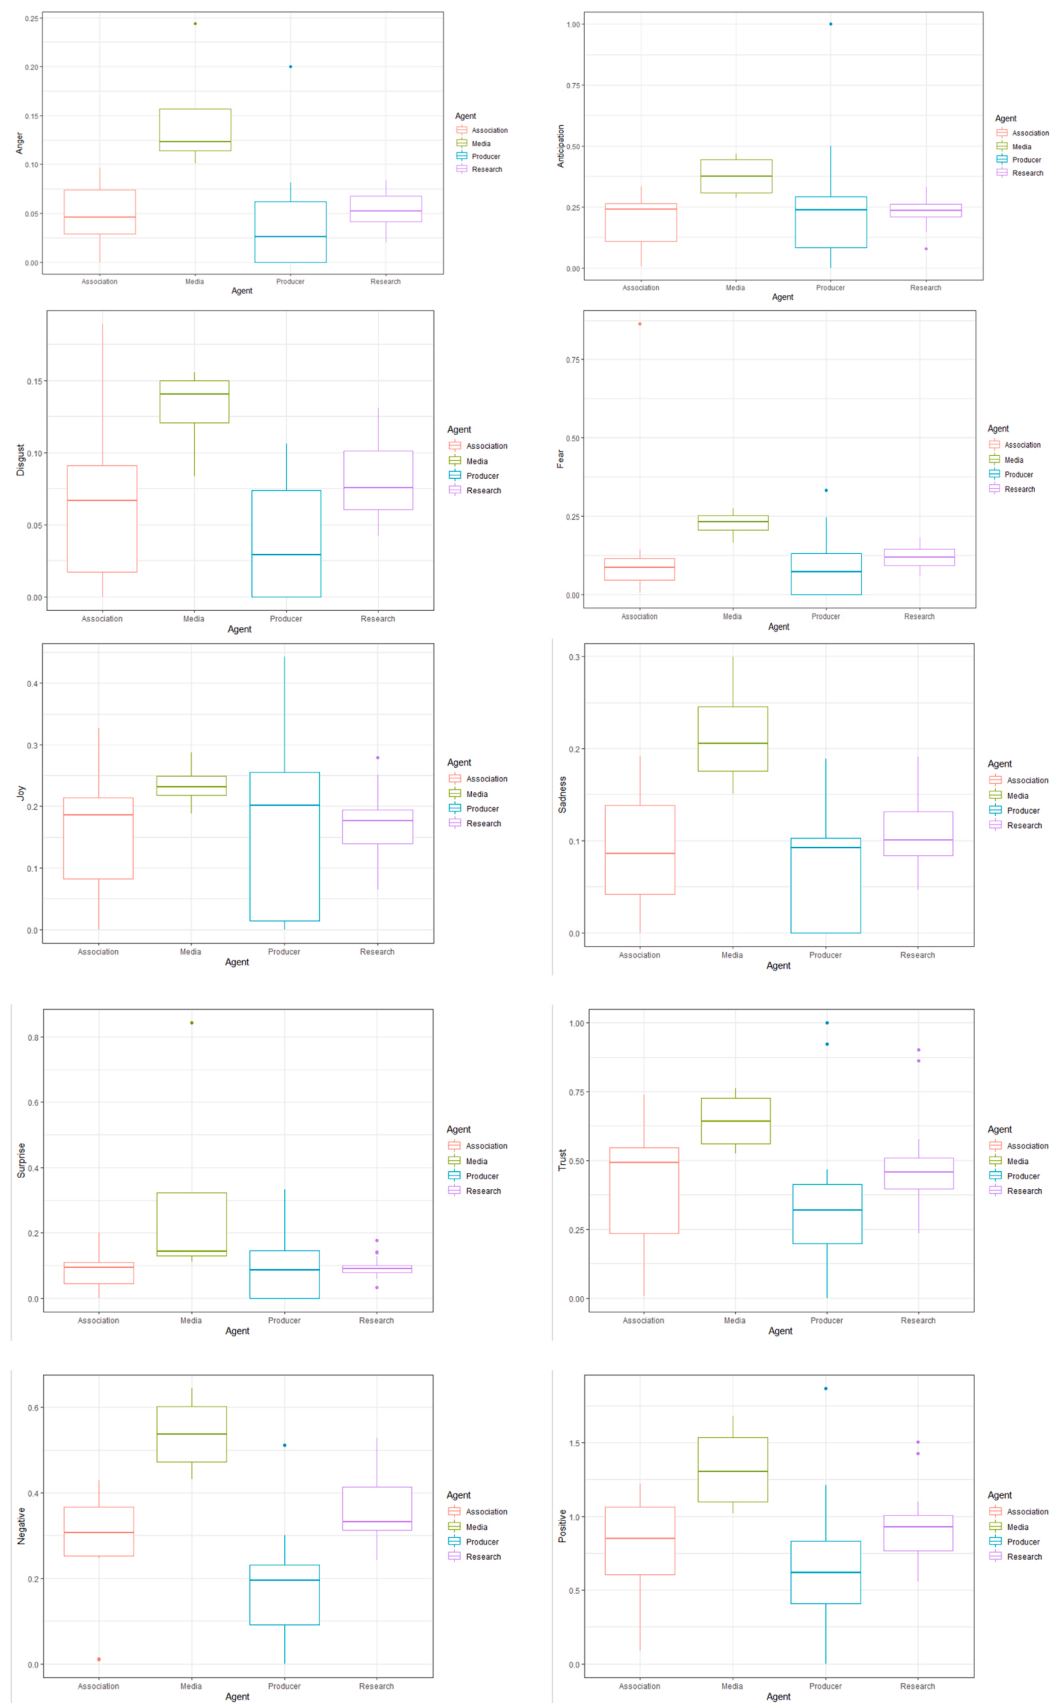 0.25
0.20
0.15
0.10
0.05
0.00
Anger
Association
Media
Producer
Research
Agent
Agent
Association
Media
Producer
Research
1.00
0.75
0.50
0.25
0.00
Anticipation
Association
Media
Producer
Research
Agent
Agent
Association
Media
Producer
Research
0.15
0.10
0.05
0.00
Disgust
Association
Media
Producer
Research
Agent
Agent
Association
Media
Producer
Research
0.75
0.50
0.25
0.00
Fear
Association
Media
Producer
Research
Agent
Agent
Association
Media
Producer
Research
0.4
0.3
0.2
0.1
0.0
Joy
Association
Media
Producer
Research
Agent
Agent
Association
Media
Producer
Research
0.3
0.2
0.1
0.0
Sadness
Association
Media
Producer
Research
Agent
Agent
Association
Media
Producer
Research
0.8
0.6
0.4
0.2
0.0
Surprise
Association
Media
Producer
Research
Agent
Agent
Association
Media
Producer
Research
1.00
0.75
0.50
0.25
0.00
Trust
Association
Media
Producer
Research
Agent
Agent
Association
Media
Producer
Research
0.6
0.4
0.2
0.0
Negative
Association
Media
Producer
Research
Agent
Agent
Association
Media
Producer
Research
1.5
1.0
0.5
0.0
Positive
Association
Media
Producer
Research
Agent
Agent
Association
Media
Producer
Research